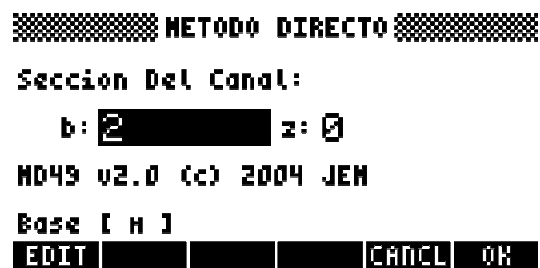 METODO DIRECTO
Seccion Del Canal:
b: 2 z: 0
MD49 v2.0 (c) 2004 JEM
Base [ M ]
EDIT CANCL OK